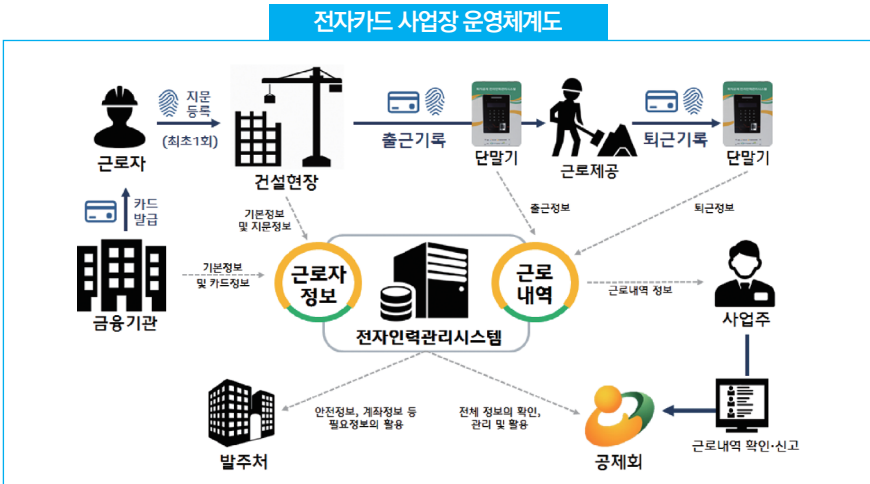 전자카드 사업장 운영체계도
지문
등록
(최초1회)
근로자
건설현장
출근기록
단말기
근로제공
퇴근기록
단말기
카드
발급
기본정보
및 지문정보
출근정보
퇴근정보
금융기관
기본정보
및 카드정보
근로자
정보
전자인력관리시스템
근로
내역
근로내역 정보
사업주
발주처
안전정보, 계좌정보 등
필요정보의 활용
전체 정보의 확인,
관리 및 활용
공제회
근로내역 확인·신고